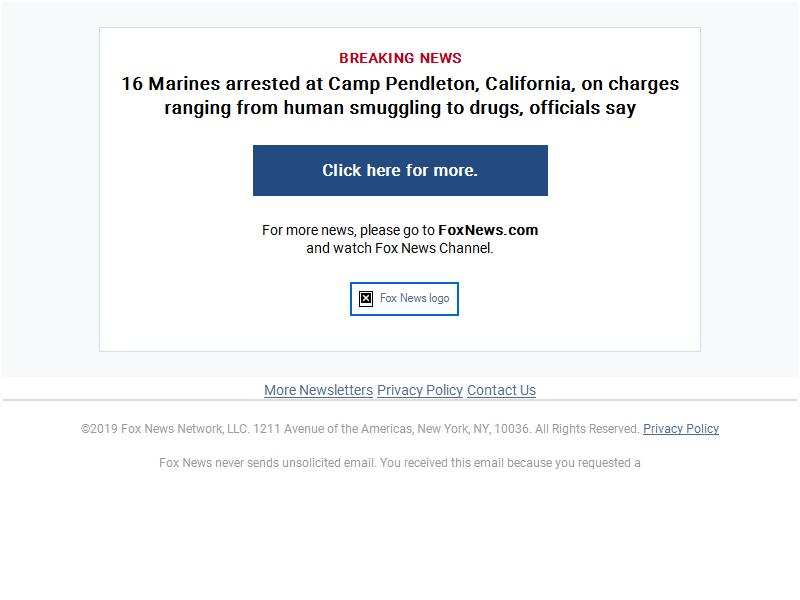 BREAKING NEWS
16 Marines arrested at Camp Pendleton, California, on charges
ranging from human smuggling to drugs, officials say
Click here for more.
For more news, please go to FoxNews.com
and watch Fox News Channel.
Fox News logo
More Newsletters Privacy Policy Contact Us
©2019 Fox News Network, LLC. 1211 Avenue of the Americas, New York, NY, 10036. All Rights Reserved. Privacy Policy
Fox News never sends unsolicited email. You received this email because you requested a